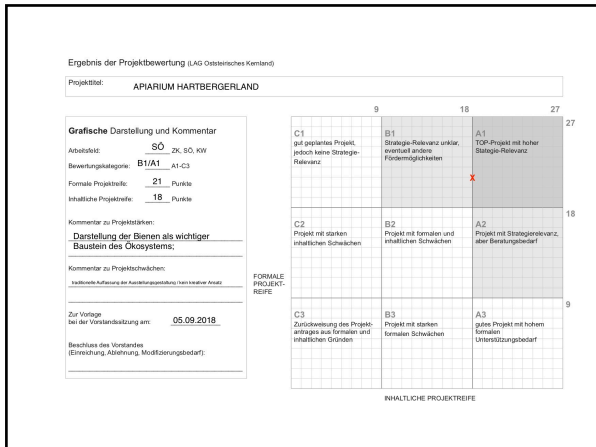 Ergebnis der Projektbewertung (LAG Oststeirisches Kernland)
Projekttitel: APIARIUM HARTBERGERLAND
Grafische Darstellung und Kommentar
Arbeitsfeld: SÖ ZK, SÖ, KW
Bewertungskategorie: B1/A1 A1-C3
Formale Projektreife: 21 Punkte
Inhaltliche Projektreife: 18 Punkte
Kommentar zu Projektstärken:
Darstellung der Bienen als wichtiger
Baustein des Ökosystems;
Kommentar zu Projektschwächen:
traditionelle Auffassung der Ausstellungsgestaltung / kein kreativer Ansatz
Zur Vorlage
bei der Vorstandssitzung am: 05.09.2018
Beschluss des Vorstandes
(Einreichung, Ablehnung, Modifizierungsbedarf):
FORMALE
PROJEKT-
REIFE
9 18 27
27
C1
gut geplantes Projekt,
jedoch keine Strategie-
Relevanz
B1
Strategie-Relevanz unklar,
eventuell andere
Fördermöglichkeiten
A1
TOP-Projekt mit hoher
Stategie-Relevanz
X
18
C2
Projekt mit starken
inhaltlichen Schwächen
B2
Projekt mit formalen und
inhaltlichen Schwächen
A2
Projekt mit Strategierelevanz,
aber Beratungsbedarf
9
C3
Zurückweisung des Projekt-
antrages aus formalen und
inhaltlichen Gründen
B3
Projekt mit starken
formalen Schwächen
A3
gutes Projekt mit hohem
formalen
Unterstützungsbedarf
INHALTLICHE PROJEKTREIFE